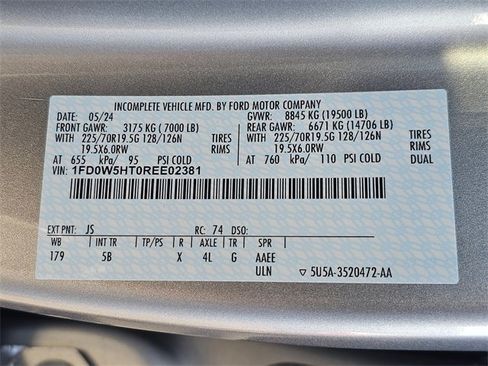 INCOMPLETE VEHICLE MFD. BY FORD MOTOR COMPANY
DATE: 05/24 GVWR: 8845 KG (19500 LB)
FRONT GAWR: 3175 KG ( 7000 LB) REAR GAWR: 6671 KG (14706 LB)
WITH 225/70R19.5G 128/126N TIRES WITH 225/70R19.5G 128/126N TIRES
19.5X6.0RW RIMS 19.5X6.0RW RIMS
AT 655 kPa/ 95 PSI COLD AT 760 kPa/ 110 PSI COLD DUAL
VIN: 1FD0W5HT0REE02381
EXT PNT: JS RC: 74 DSO:
WB INT TR TP/PS R AXLE TR SPR
179 5B X 4L G AAEE
ULN ▽ 5U5A-3520472-AA